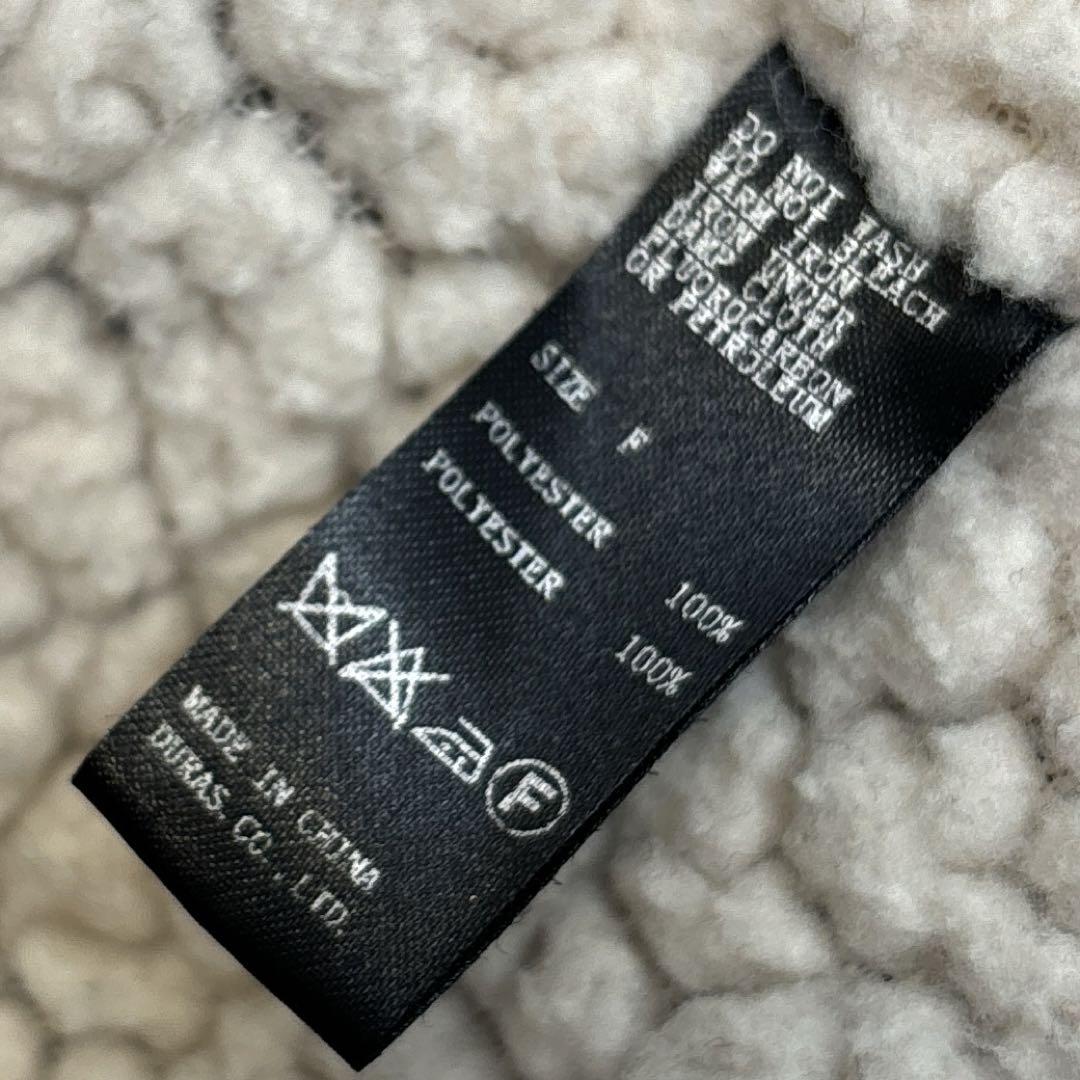 DO NOT WASH
DO NOT BLEACH
WARM IRON
IRON UNDER
DAMP CLOTH
FLUOROCARBON
OR PETROLEUM
SIZE F
POLYESTER 100%
POLYESTER 100%
F
MADE IN CHINA
DURAS CO.,LTD.